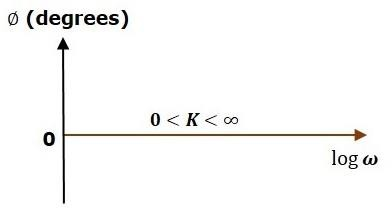 ∅ (degrees)
0 < K < ∞
0
log ω